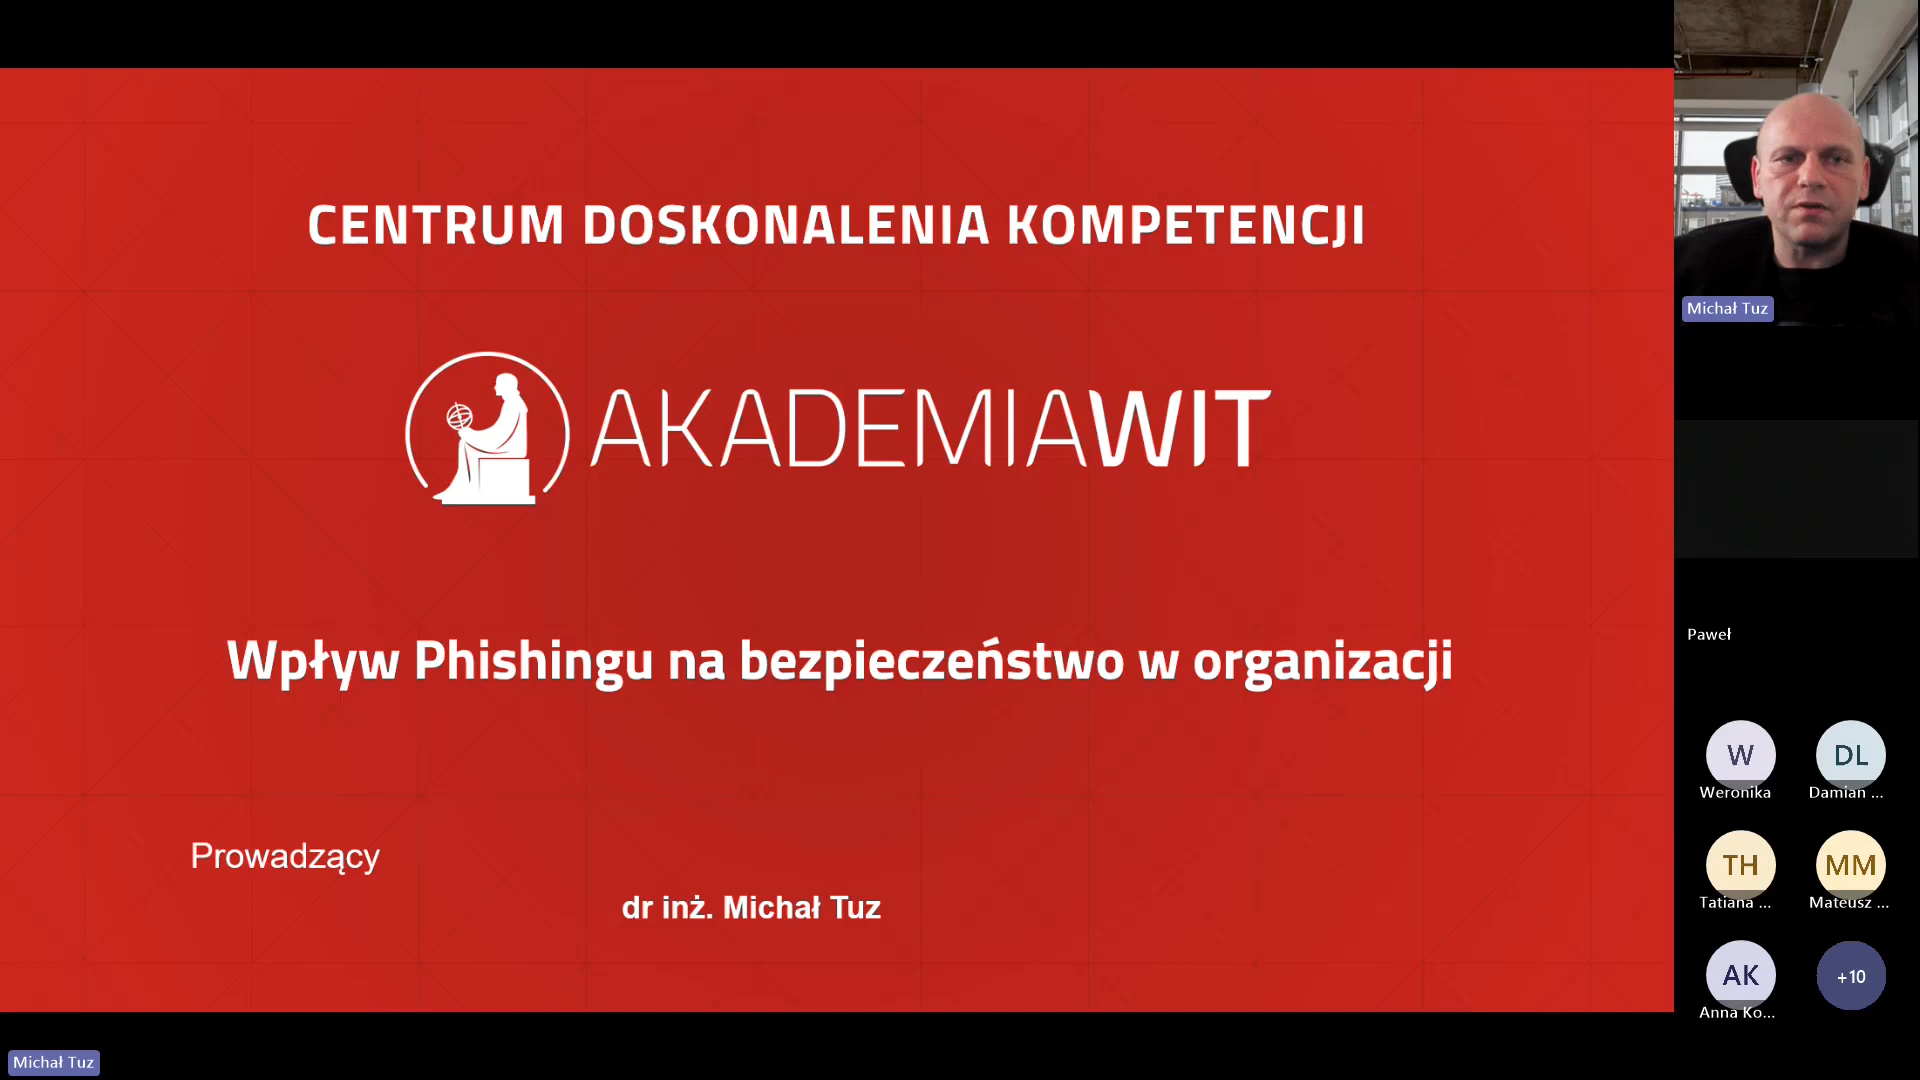 CENTRUM DOSKONALENIA KOMPETENCJI
AKADEMIAWIT
Wpływ Phishingu na bezpieczeństwo w organizacji
Prowadzący
dr inż. Michał Tuz
Michał Tuz
Michał Tuz
Paweł
W
DL
Weronika
Damian ...
TH
MM
Tatiana ...
Mateusz ...
AK
+10
Anna Ko...